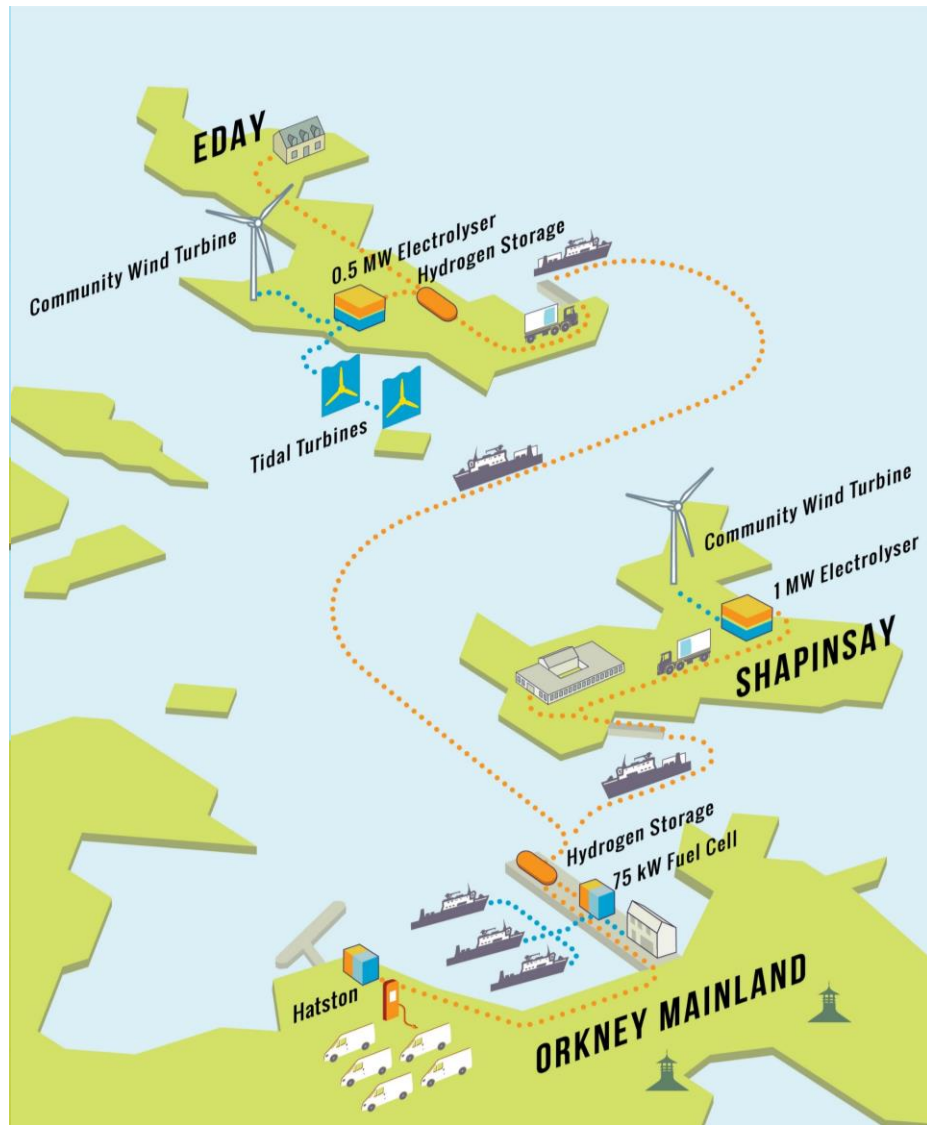 EDAY
Community Wind Turbine
0.5 MW Electrolyser
Hydrogen Storage
Tidal Turbines
Community Wind Turbine
1 MW Electrolyser
SHAPINSAY
Hydrogen Storage
75 kW Fuel Cell
Hatston
ORKNEY MAINLAND